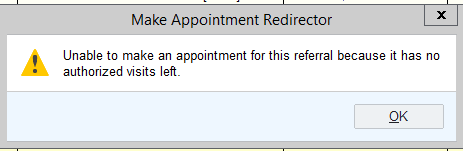 Make Appointment Redirector
x
Unable to make an appointment for this referral because it has no
authorized visits left.
OK